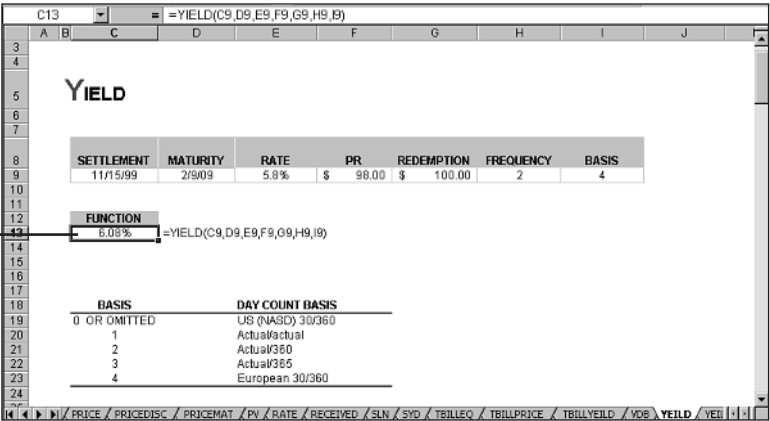 C13 = =YIELD(C9,D9,E9,F9,G9,H9,I9)
A B C D E F G H I J
3
4
5 YIELD
6
7
8 SETTLEMENT MATURITY RATE PR REDEMPTION FREQUENCY BASIS
9 11/15/99 2/9/09 5.8% $ 98.00 $ 100.00 2 4
10
11
12 FUNCTION
13 6.08% =YIELD(C9,D9,E9,F9,G9,H9,I9)
14
15
16
17
18 BASIS DAY COUNT BASIS
19 0 OR OMITTED US (NASD) 30/360
20 1 Actual/actual
21 2 Actual/360
22 3 Actual/365
23 4 European 30/360
24
PRICE / PRICEDISC / PRICEMAT / PV / RATE / RECEIVED / SLN / SYD / TBILLEQ / TBILLPRICE / TBILLYEILD / VDB \ YEILD /